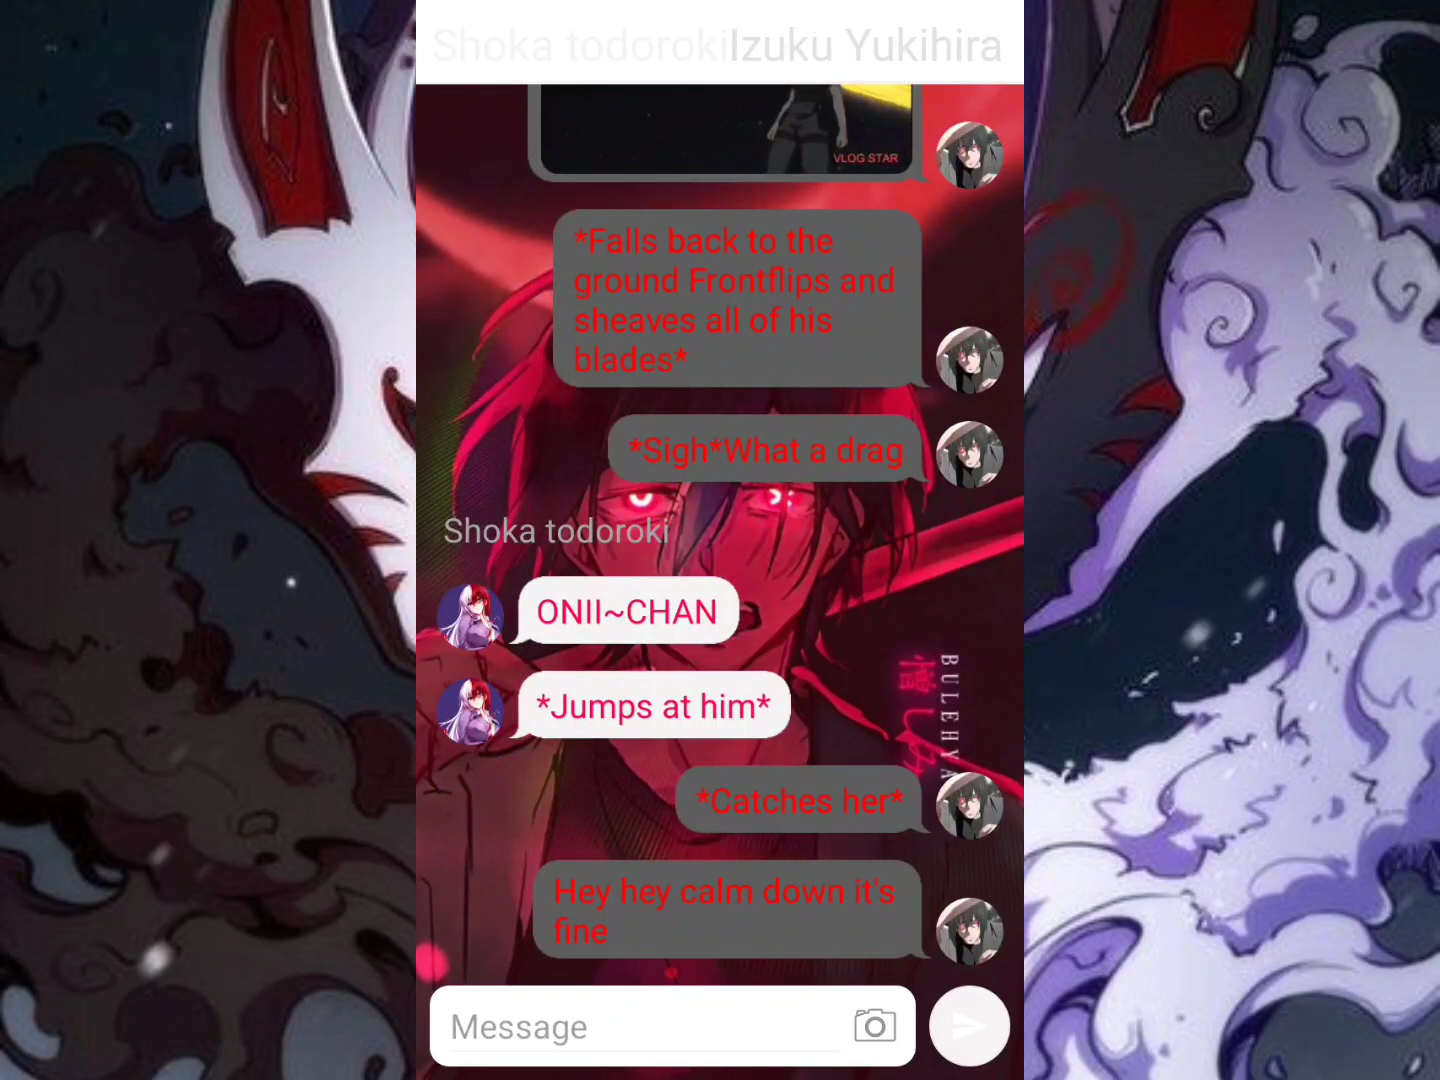 Shoka todorokiIzuku Yukihira
VLOG STAR
*Falls back to the
ground Frontflips and
sheaves all of his
blades*
*Sigh*What a drag
Shoka todoroki
ONII~CHAN
*Jumps at him*
BULEHYA
*Catches her*
Hey hey calm down it's
fine
Message